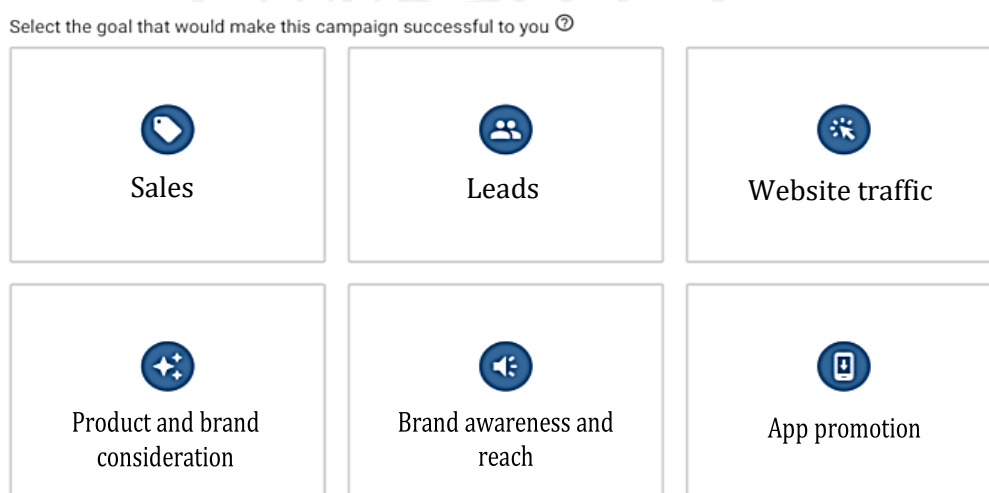 Select the goal that would make this campaign successful to you
Sales
Leads
Website traffic
Product and brand
consideration
Brand awareness and
reach
App promotion